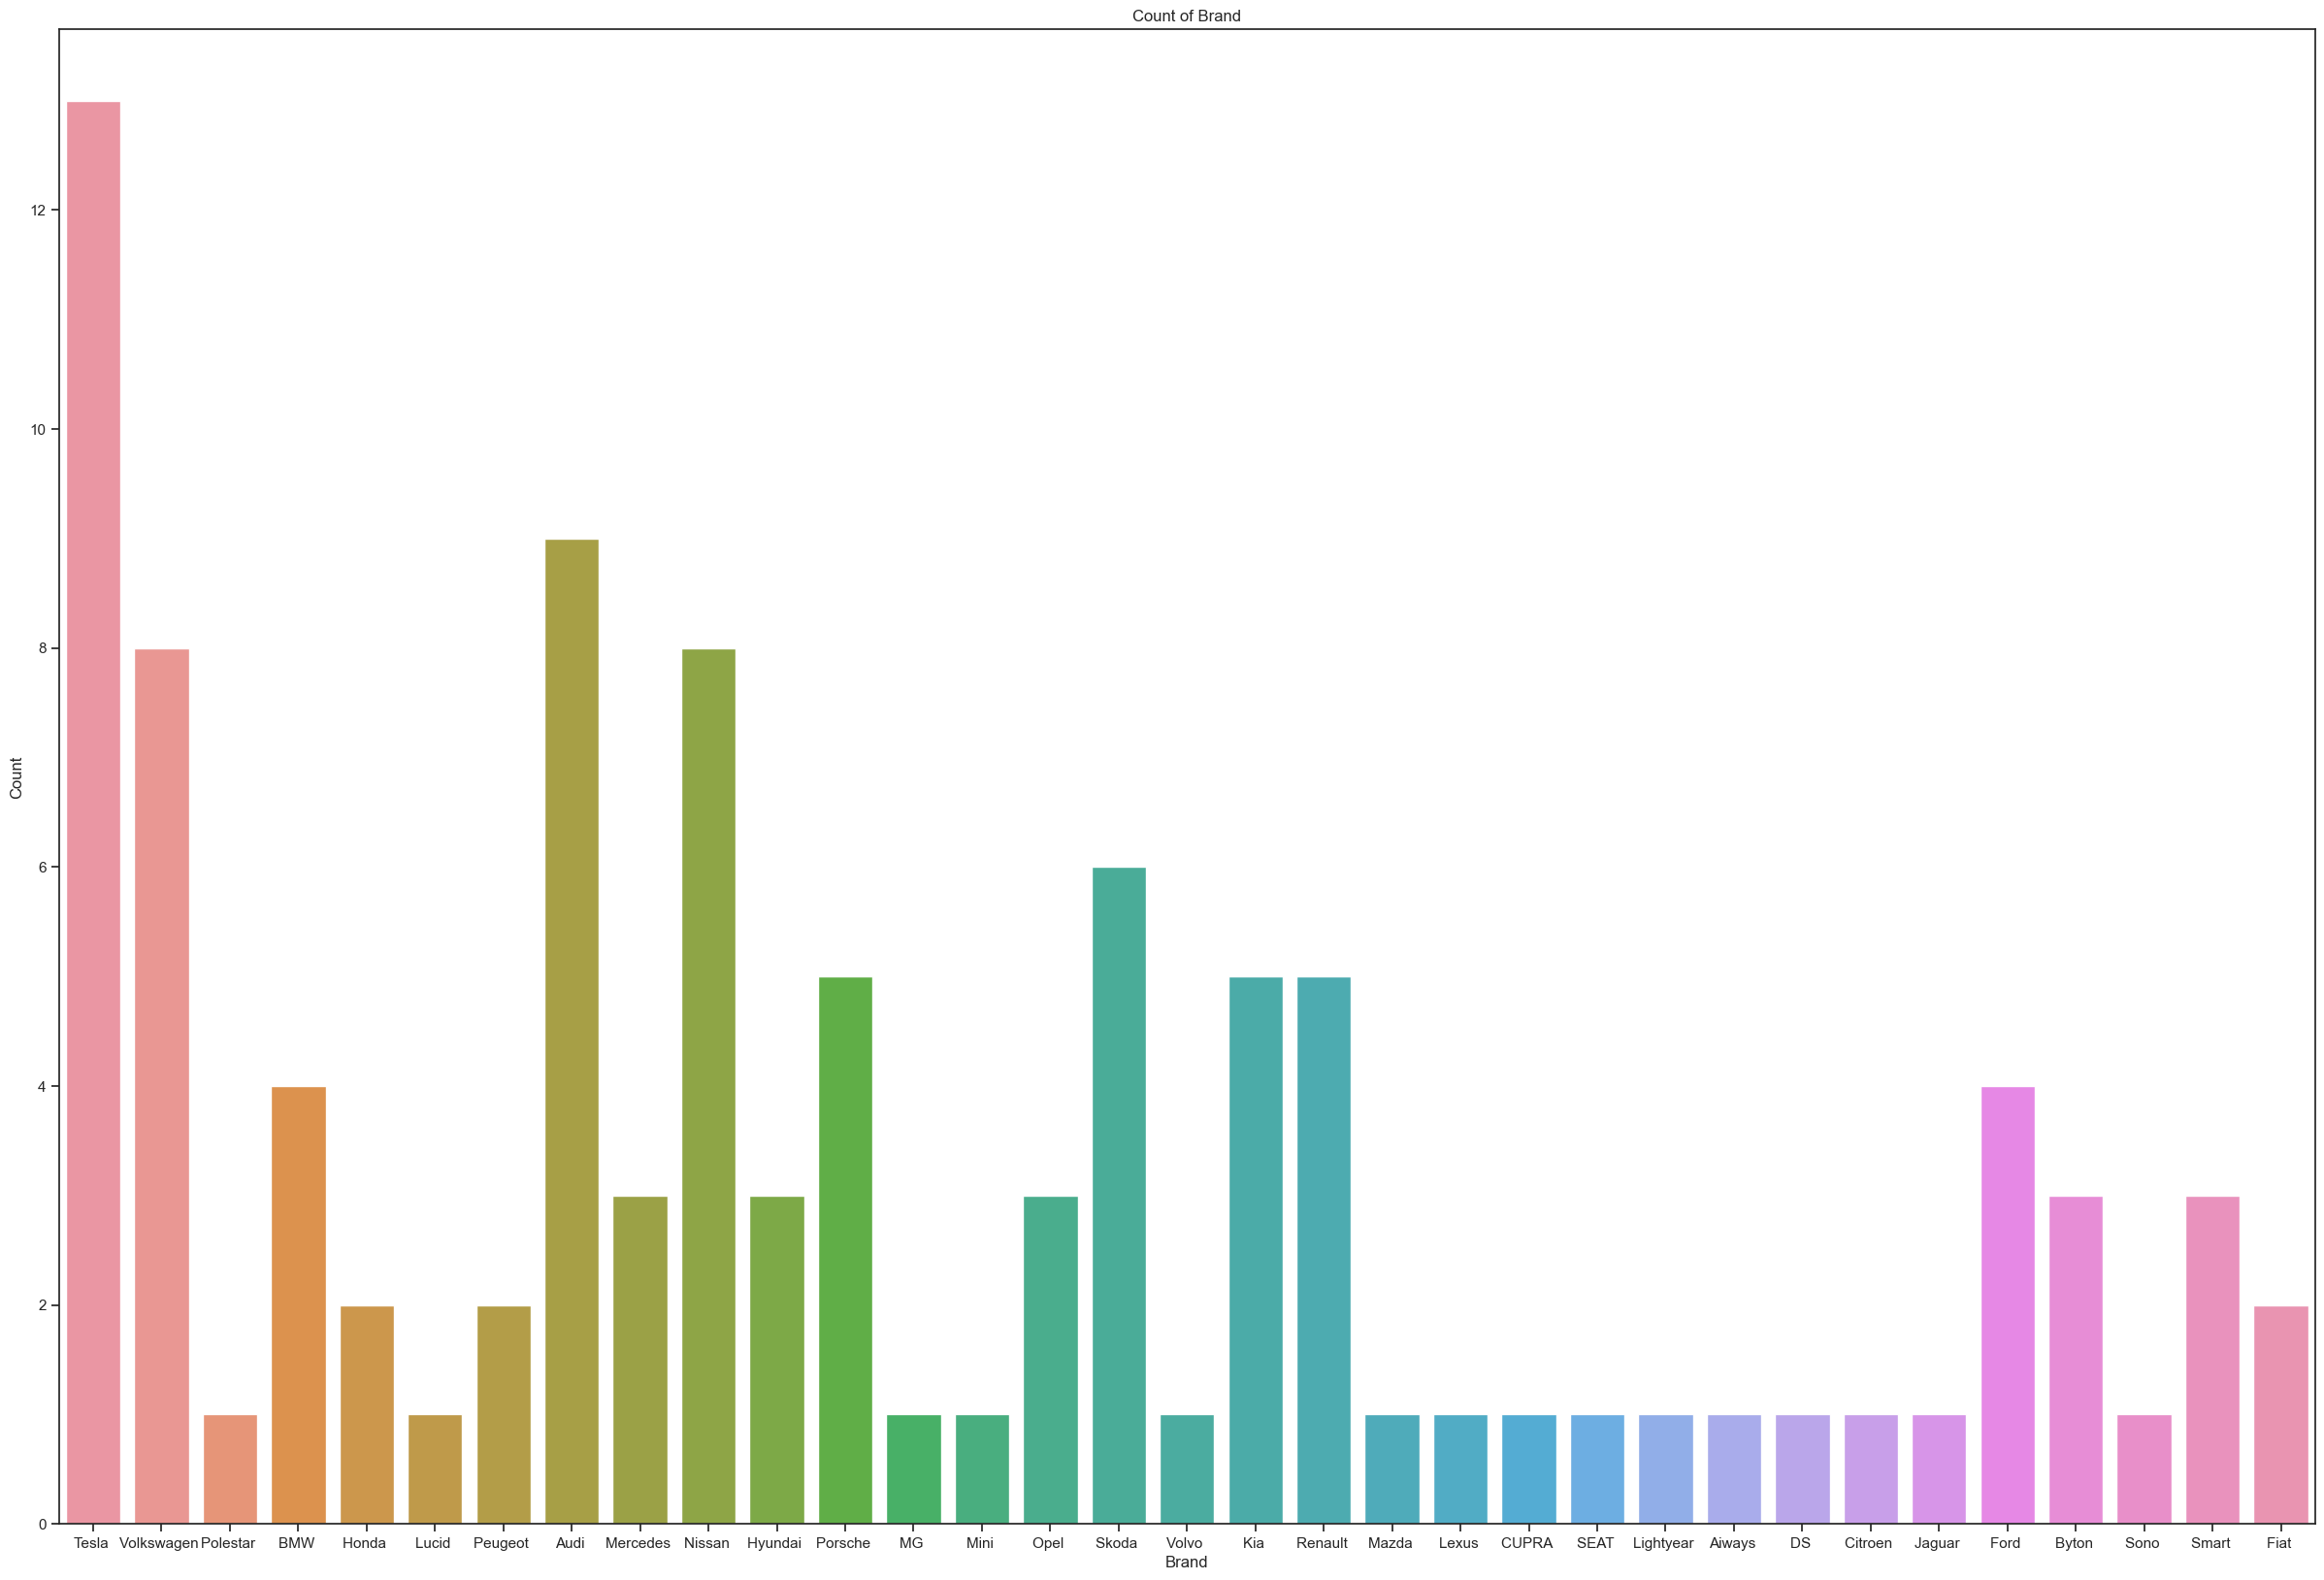 Count of Brand
Count
12
10
8
6
4
2
0
Tesla Volkswagen Polestar BMW Honda Lucid Peugeot Audi Mercedes Nissan Hyundai Porsche MG Mini Opel Skoda Volvo Kia Renault Mazda Lexus CUPRA SEAT Lightyear Aiways DS Citroen Jaguar Ford Byton Sono Smart Fiat
Brand